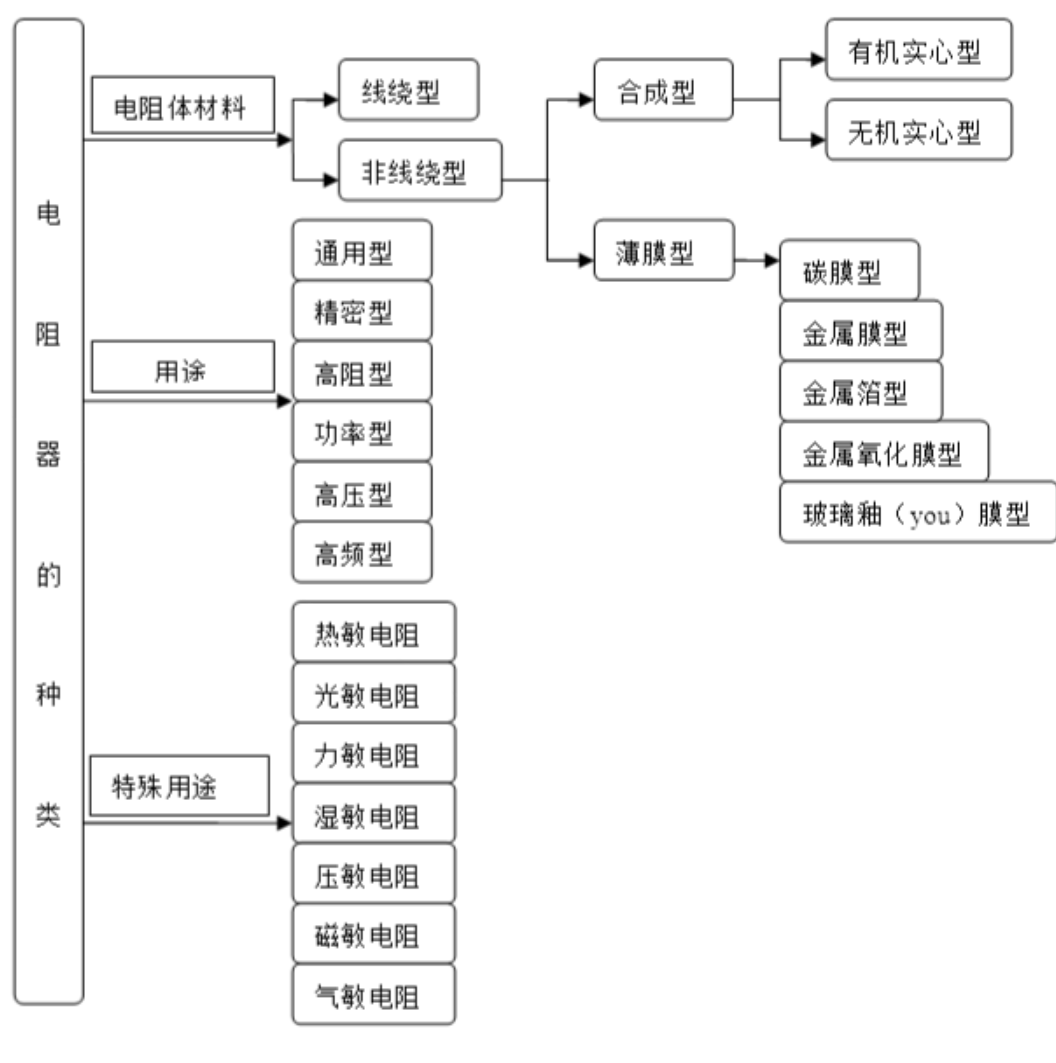 电阻器的种类
电阻体材料
线绕型
非线绕型
合成型
有机实心型
无机实心型
薄膜型
碳膜型
金属膜型
金属箔型
金属氧化膜型
玻璃釉（you）膜型
用途
通用型
精密型
高阻型
功率型
高压型
高频型
特殊用途
热敏电阻
光敏电阻
力敏电阻
湿敏电阻
压敏电阻
磁敏电阻
气敏电阻